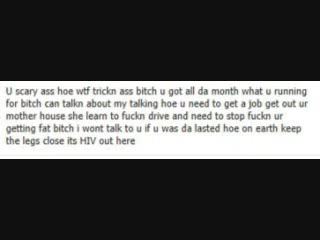 U scary ass hoe wtf trickn ass bitch u got all da month what u running
for bitch can talkn about my talking hoe u need to get a job get out ur
mother house she learn to fuckn drive and need to stop fuckn ur
getting fat bitch i wont talk to u if u was da lasted hoe on earth keep
the legs close its HIV out here